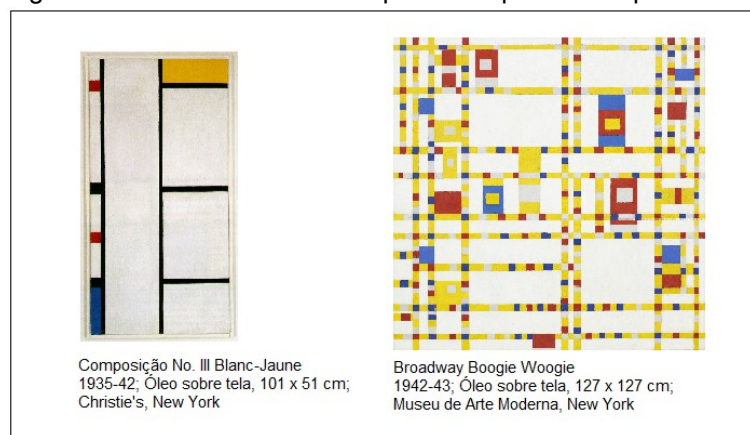 Composição No. III Blanc-Jaune
1935-42; Óleo sobre tela, 101 x 51 cm;
Christie's, New York
Broadway Boogie Woogie
1942-43; Óleo sobre tela, 127 x 127 cm;
Museu de Arte Moderna, New York